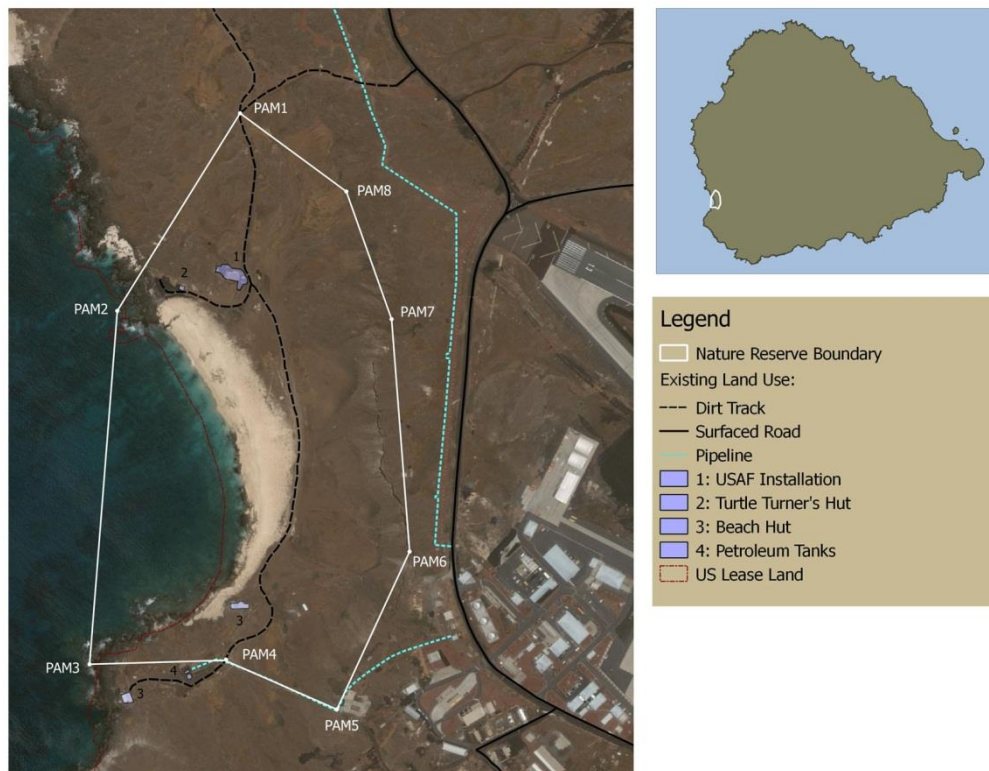 PAM1
PAM8
1
2
PAM2
PAM7
PAM6
3
PAM3
PAM4
4
3
PAM5
Legend
Nature Reserve Boundary
Existing Land Use:
Dirt Track
Surfaced Road
Pipeline
1: USAF Installation
2: Turtle Turner's Hut
3: Beach Hut
4: Petroleum Tanks
US Lease Land